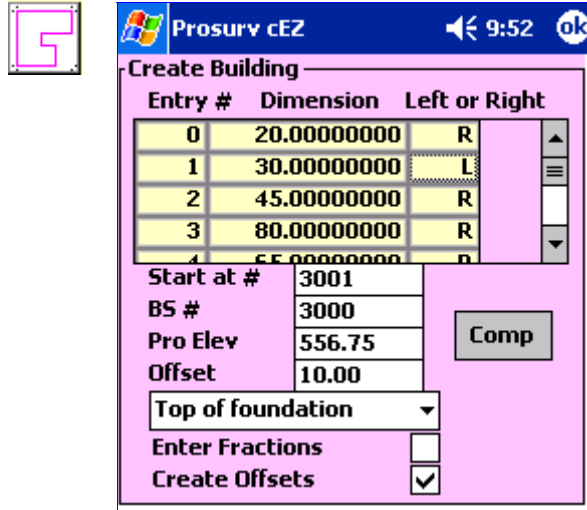 Prosurv cEZ 9:52 ok
Create Building
Entry # Dimension Left or Right
0 20.00000000 R
1 30.00000000 L
2 45.00000000 R
3 80.00000000 R
Start at # 3001
BS # 3000
Pro Elev 556.75
Comp
Offset 10.00
Top of foundation
Enter Fractions
Create Offsets